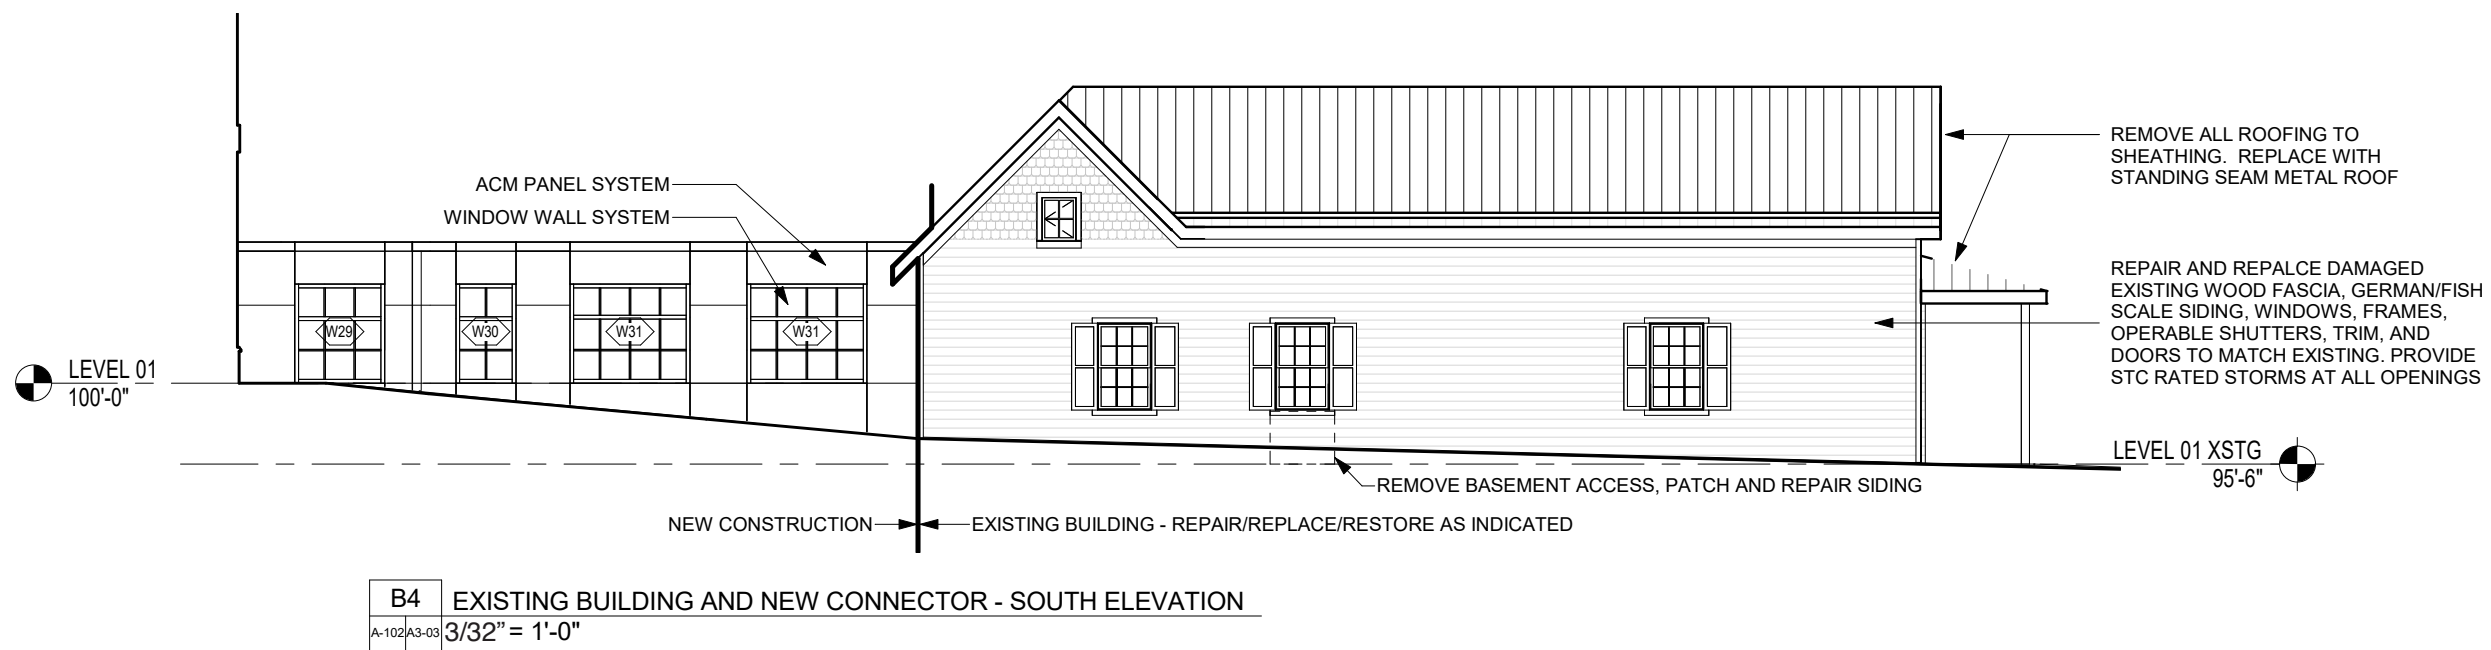 ACM PANEL SYSTEM
WINDOW WALL SYSTEM
REMOVE ALL ROOFING TO
SHEATHING. REPLACE WITH
STANDING SEAM METAL ROOF
REPAIR AND REPALCE DAMAGED
EXISTING WOOD FASCIA, GERMAN/FISH
SCALE SIDING, WINDOWS, FRAMES,
OPERABLE SHUTTERS, TRIM, AND
DOORS TO MATCH EXISTING. PROVIDE
STC RATED STORMS AT ALL OPENINGS
W29
W30
W31
W31
LEVEL 01
100'-0"
LEVEL 01 XSTG
95'-6"
REMOVE BASEMENT ACCESS, PATCH AND REPAIR SIDING
NEW CONSTRUCTION
EXISTING BUILDING - REPAIR/REPLACE/RESTORE AS INDICATED
B4
EXISTING BUILDING AND NEW CONNECTOR - SOUTH ELEVATION
A-102
A3-03
3/32” = 1'-0"